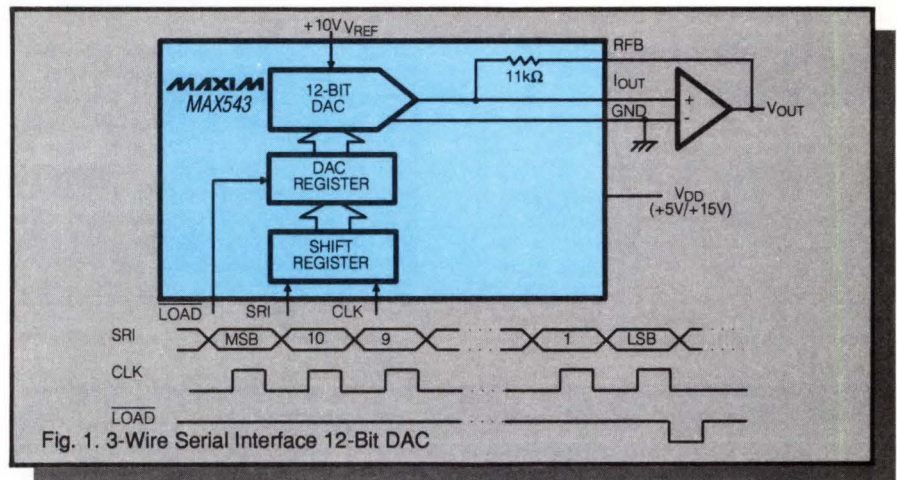 +10V VREF
RFB
MAXIM
MAX543
12-BIT
DAC
11kΩ
IOUT
+
GND
-
VOUT
DAC
REGISTER
VDD
(+5V/+15V)
SHIFT
REGISTER
LOAD SRI CLK
SRI MSB 10 9 1 LSB
CLK
LOAD
Fig. 1. 3-Wire Serial Interface 12-Bit DAC